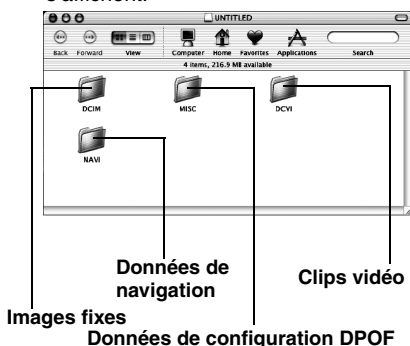 UNTITLED
Back Forward View Computer Home Favorites Applications Search
4 items, 216.9 MB available
DCIM MISC DCVI
NAVI
Données de
navigation
Clips vidéo
Images fixes
Données de configuration DPOF